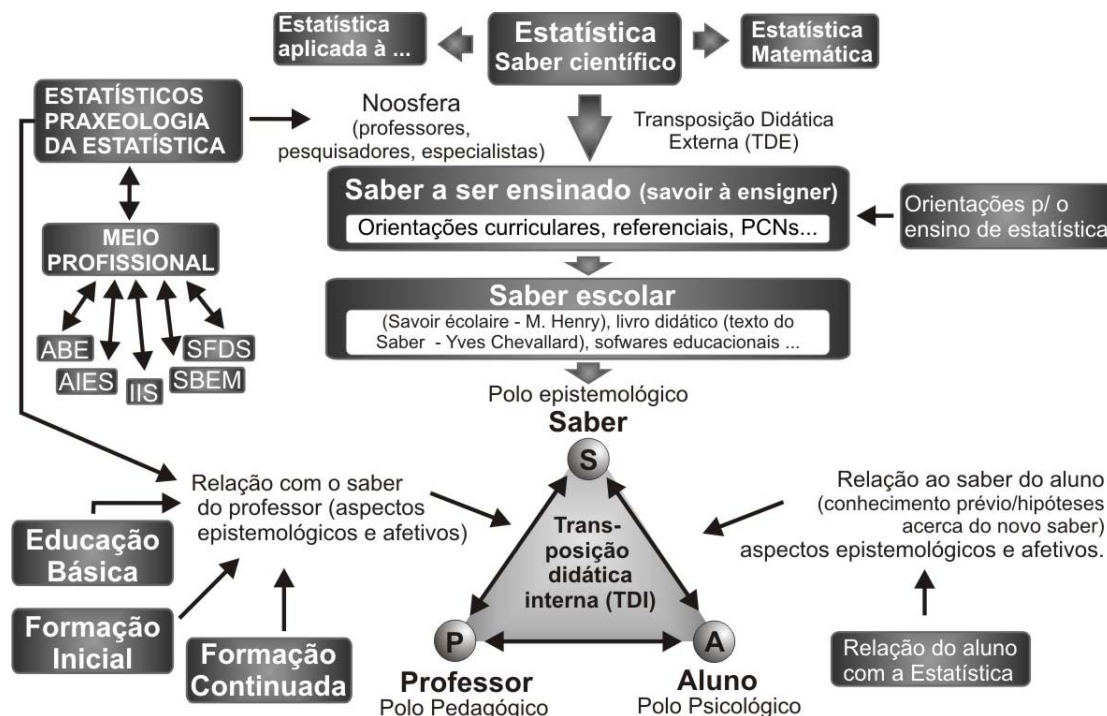 Estatística
aplicada à ...
Estatística
Saber científico
Estatística
Matemática
ESTATÍSTICOS
PRAXEOLOGIA
DA ESTATÍSTICA
Noosfera
(professores,
pesquisadores, especialistas)
Transposição Didática
Externa (TDE)
Saber a ser ensinado (savoir à ensigner)
Orientações curriculares, referenciais, PCNs...
Orientações p/ o
ensino de estatística
MEIO
PROFISSIONAL
ABE
AIES
IIS
SBEM
SFDS
Saber escolar
(Savoir écolaire - M. Henry), livro didático (texto do
Saber - Yves Chevallard), sofwares educacionais ...
Polo epistemológico
Saber
S
Relação com o saber
do professor (aspectos
epistemológicos e afetivos)
Trans-
posição
didática
interna (TDI)
Relação ao saber do aluno
(conhecimento prévio/hipóteses
acerca do novo saber)
aspectos epistemológicos e afetivos.
Educação
Básica
Formação
Inicial
Formação
Continuada
P
Professor
Polo Pedagógico
A
Aluno
Polo Psicológico
Relação do aluno
com a Estatística